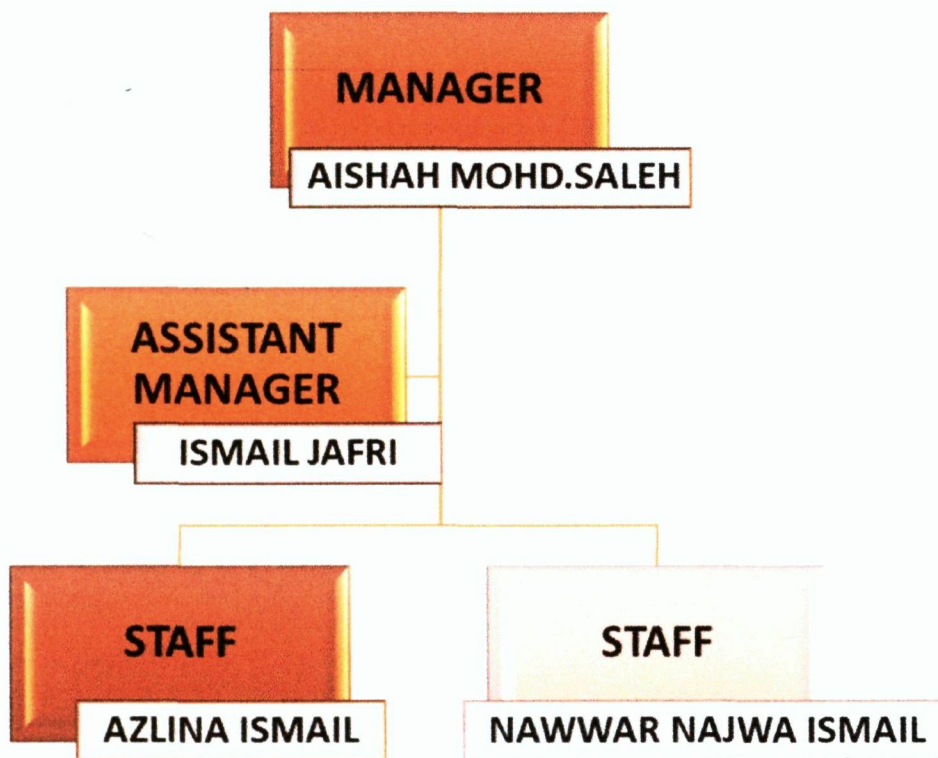 MANAGER
AISHAH MOHD.SALEH
ASSISTANT
MANAGER
ISMAIL JAFRI
STAFF
AZLINA ISMAIL
STAFF
NAWWAR NAJWA ISMAIL